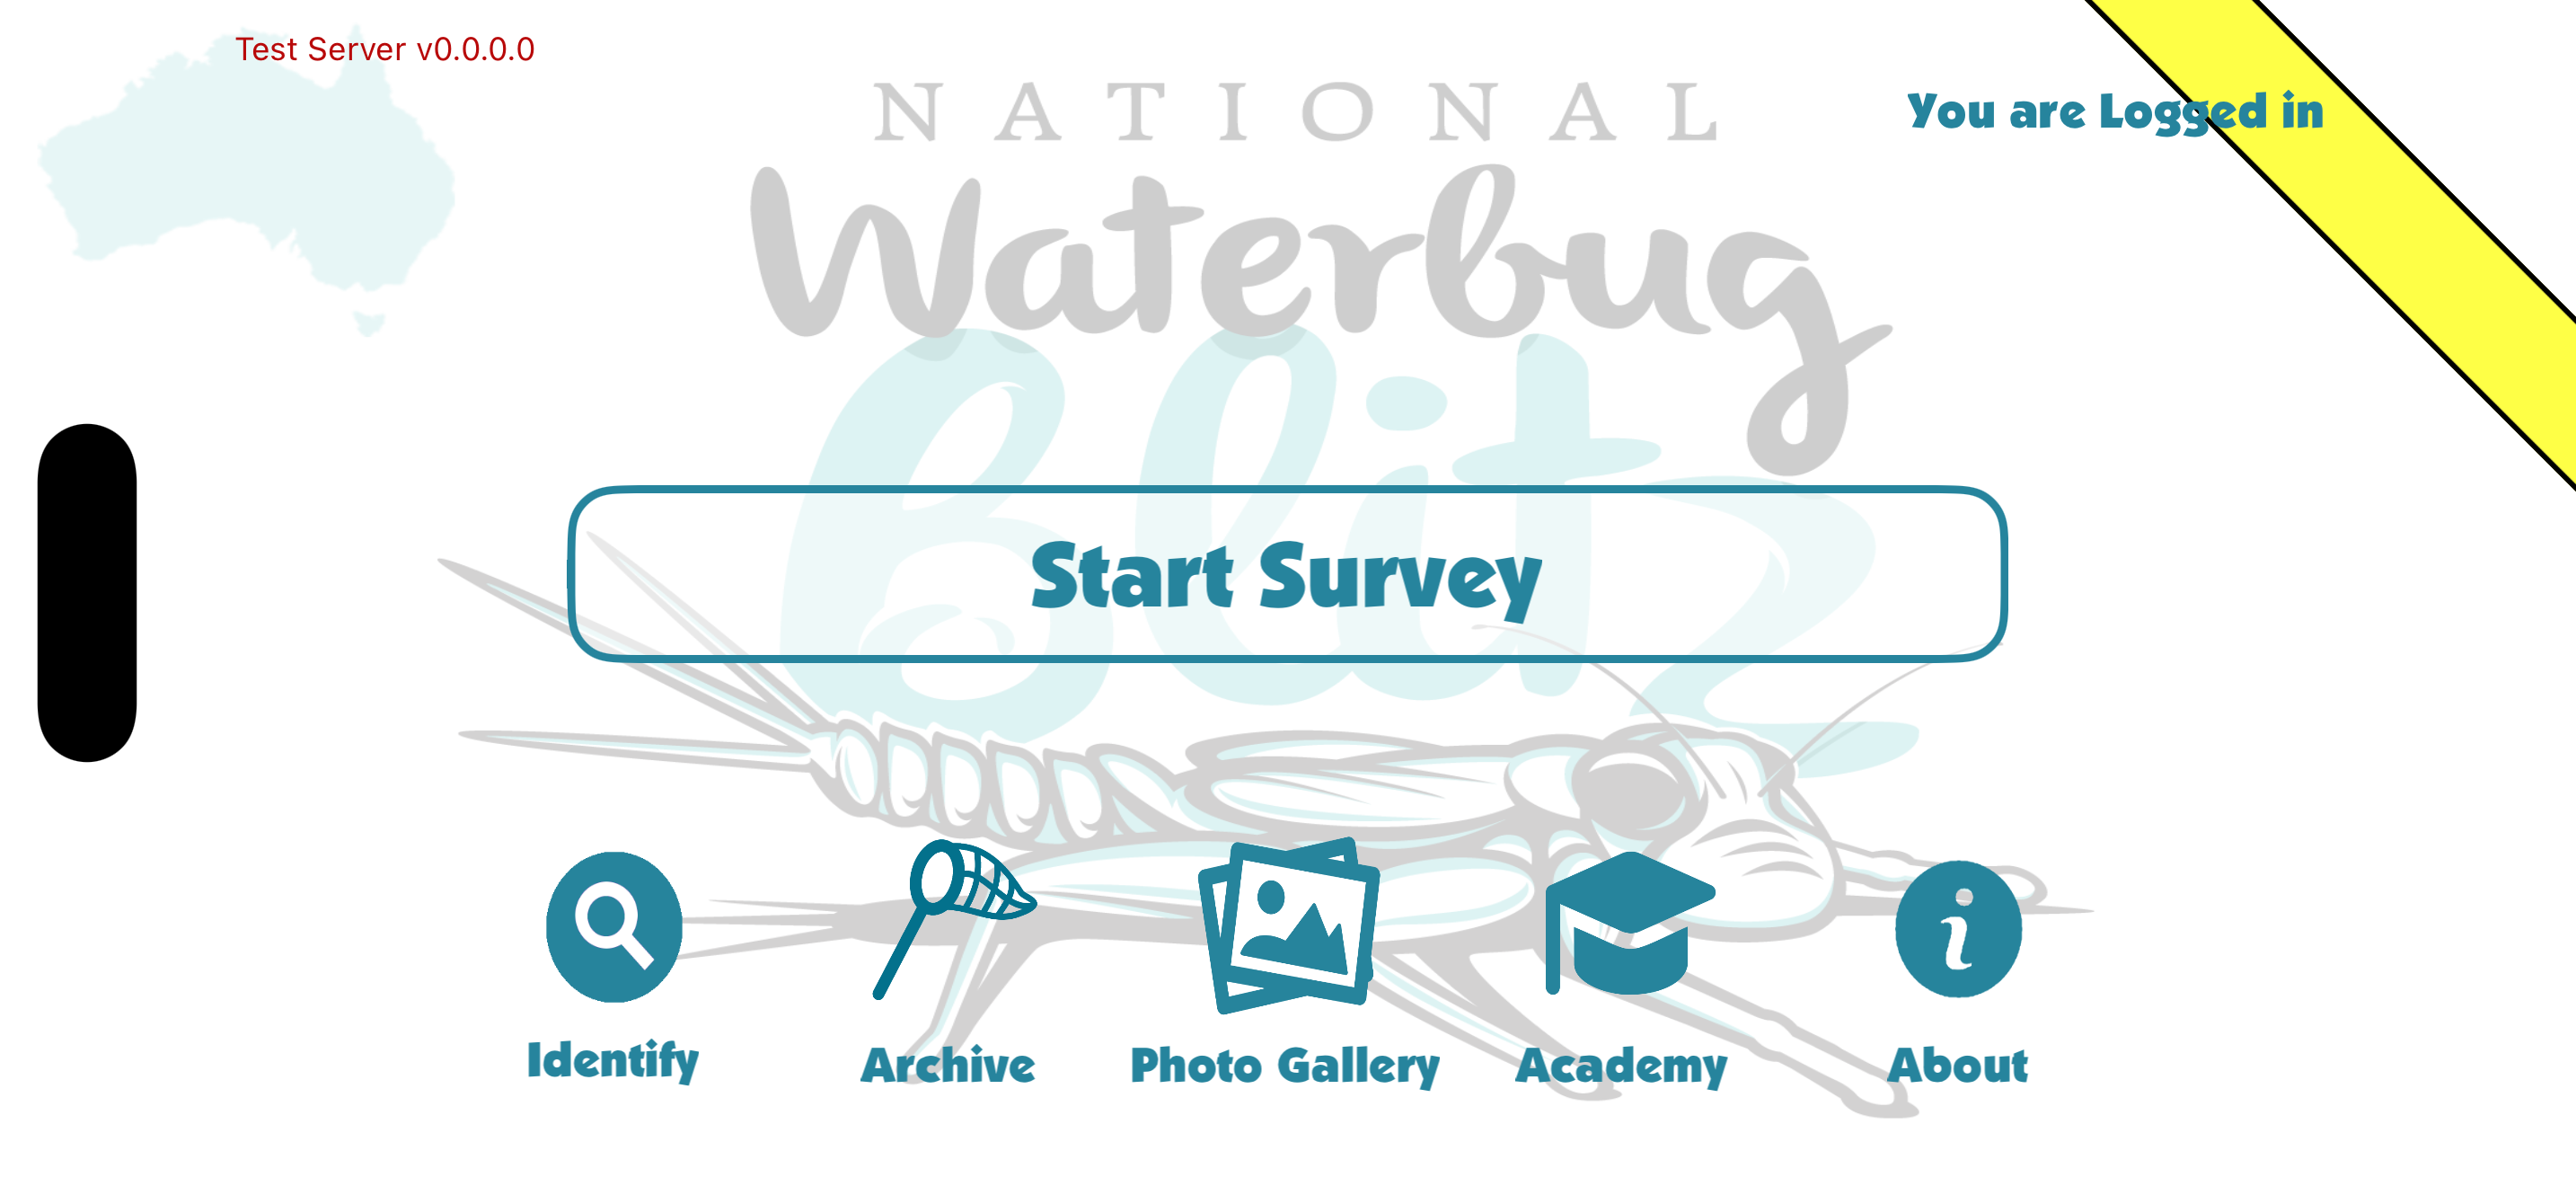 Test Server v0.0.0.0
You are Logged in
NATIONAL
Waterbug
Blitz
Start Survey
Identify
Archive
Photo Gallery
Academy
About